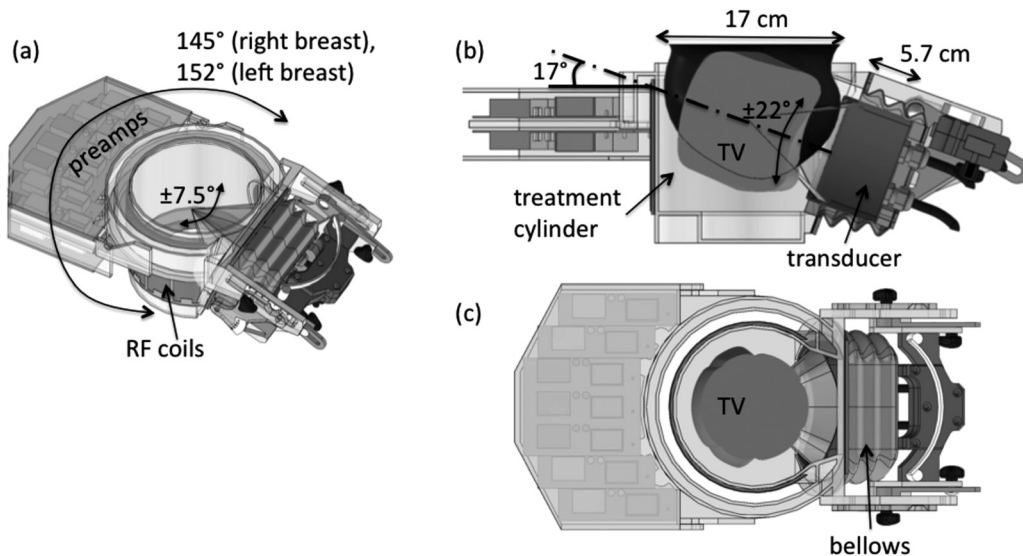 (a)
145° (right breast),
152° (left breast)
preamps
±7.5°
RF coils
(b)
17 cm
5.7 cm
17°
±22°
TV
treatment
cylinder
transducer
(c)
TV
bellows